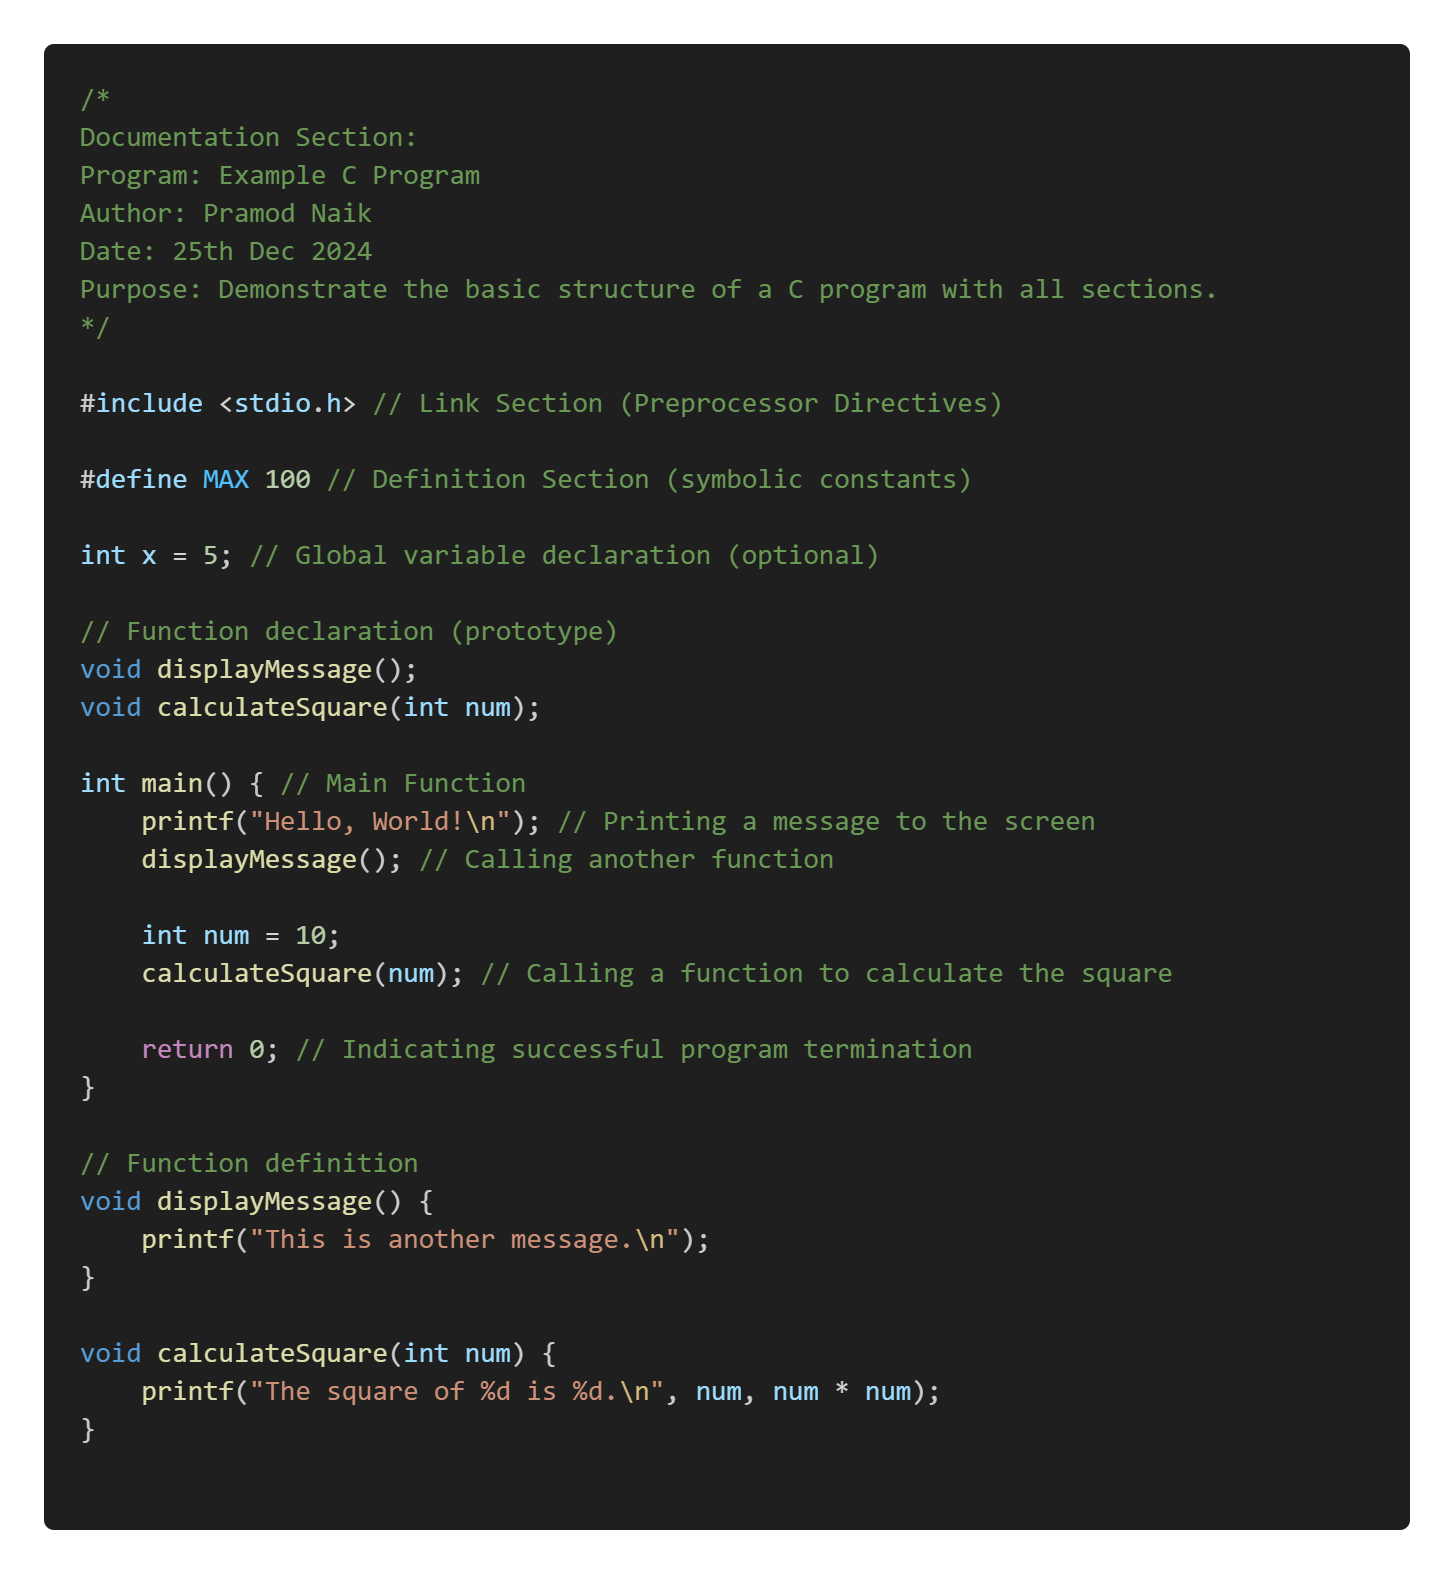 /*
Documentation Section:
Program: Example C Program
Author: Pramod Naik
Date: 25th Dec 2024
Purpose: Demonstrate the basic structure of a C program with all sections.
*/

#include <stdio.h> // Link Section (Preprocessor Directives)

#define MAX 100 // Definition Section (symbolic constants)

int x = 5; // Global variable declaration (optional)

// Function declaration (prototype)
void displayMessage();
void calculateSquare(int num);

int main() { // Main Function
    printf("Hello, World!\n"); // Printing a message to the screen
    displayMessage(); // Calling another function

    int num = 10;
    calculateSquare(num); // Calling a function to calculate the square

    return 0; // Indicating successful program termination
}

// Function definition
void displayMessage() {
    printf("This is another message.\n");
}

void calculateSquare(int num) {
    printf("The square of %d is %d.\n", num, num * num);
}